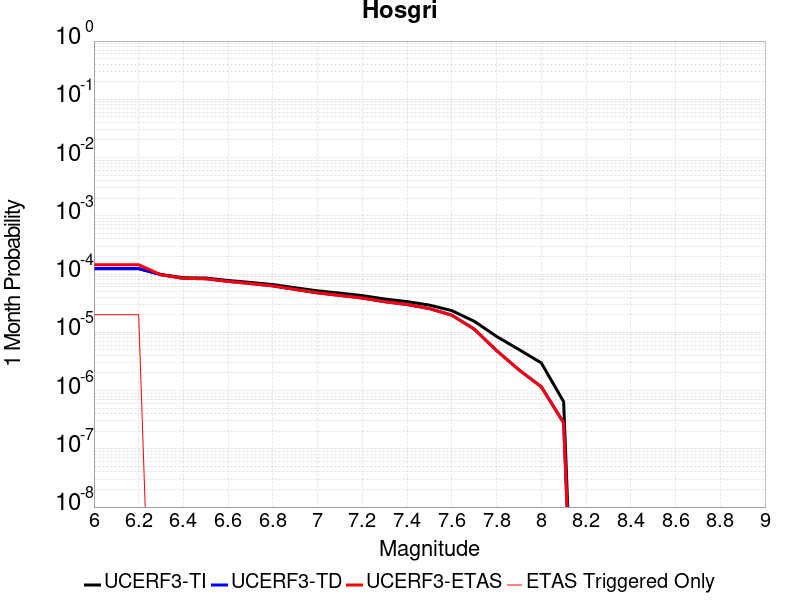 Hosgri
10^0
10^-1
10^-2
10^-3
10^-4
10^-5
10^-6
10^-7
10^-8
1 Month Probability
6 6.2 6.4 6.6 6.8 7 7.2 7.4 7.6 7.8 8 8.2 8.4 8.6 8.8 9
Magnitude
UCERF3-TI UCERF3-TD UCERF3-ETAS ETAS Triggered Only